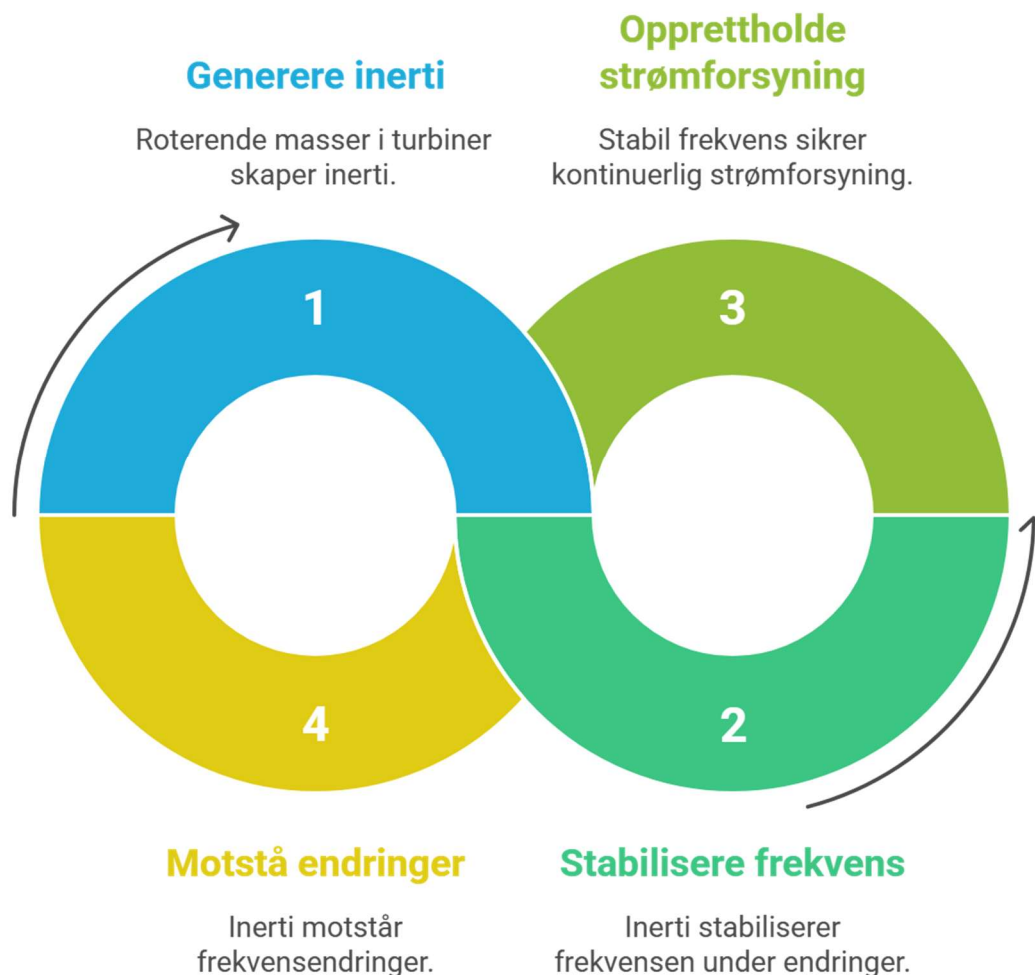 Generere inerti
Roterende masser i turbiner
skaper inerti.
Opprettholde
strømforsyning
Stabil frekvens sikrer
kontinuerlig strømforsyning.
1
3
4
2
Motstå endringer
Inerti motstår
frekvensendringer.
Stabilisere frekvens
Inerti stabiliserer
frekvensen under endringer.